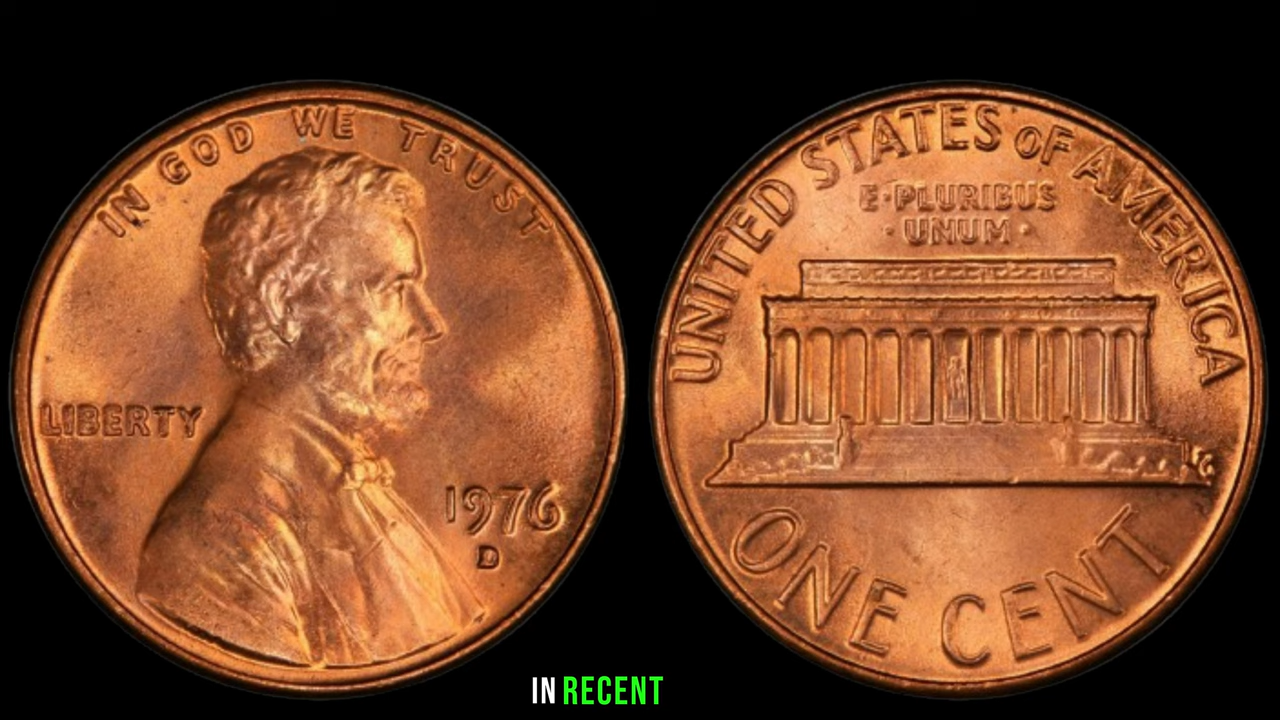 IN GOD WE TRUST
LIBERTY
1976
D
UNITED STATES OF AMERICA
E·PLURIBUS
·UNUM·
ONE CENT
IN RECENT